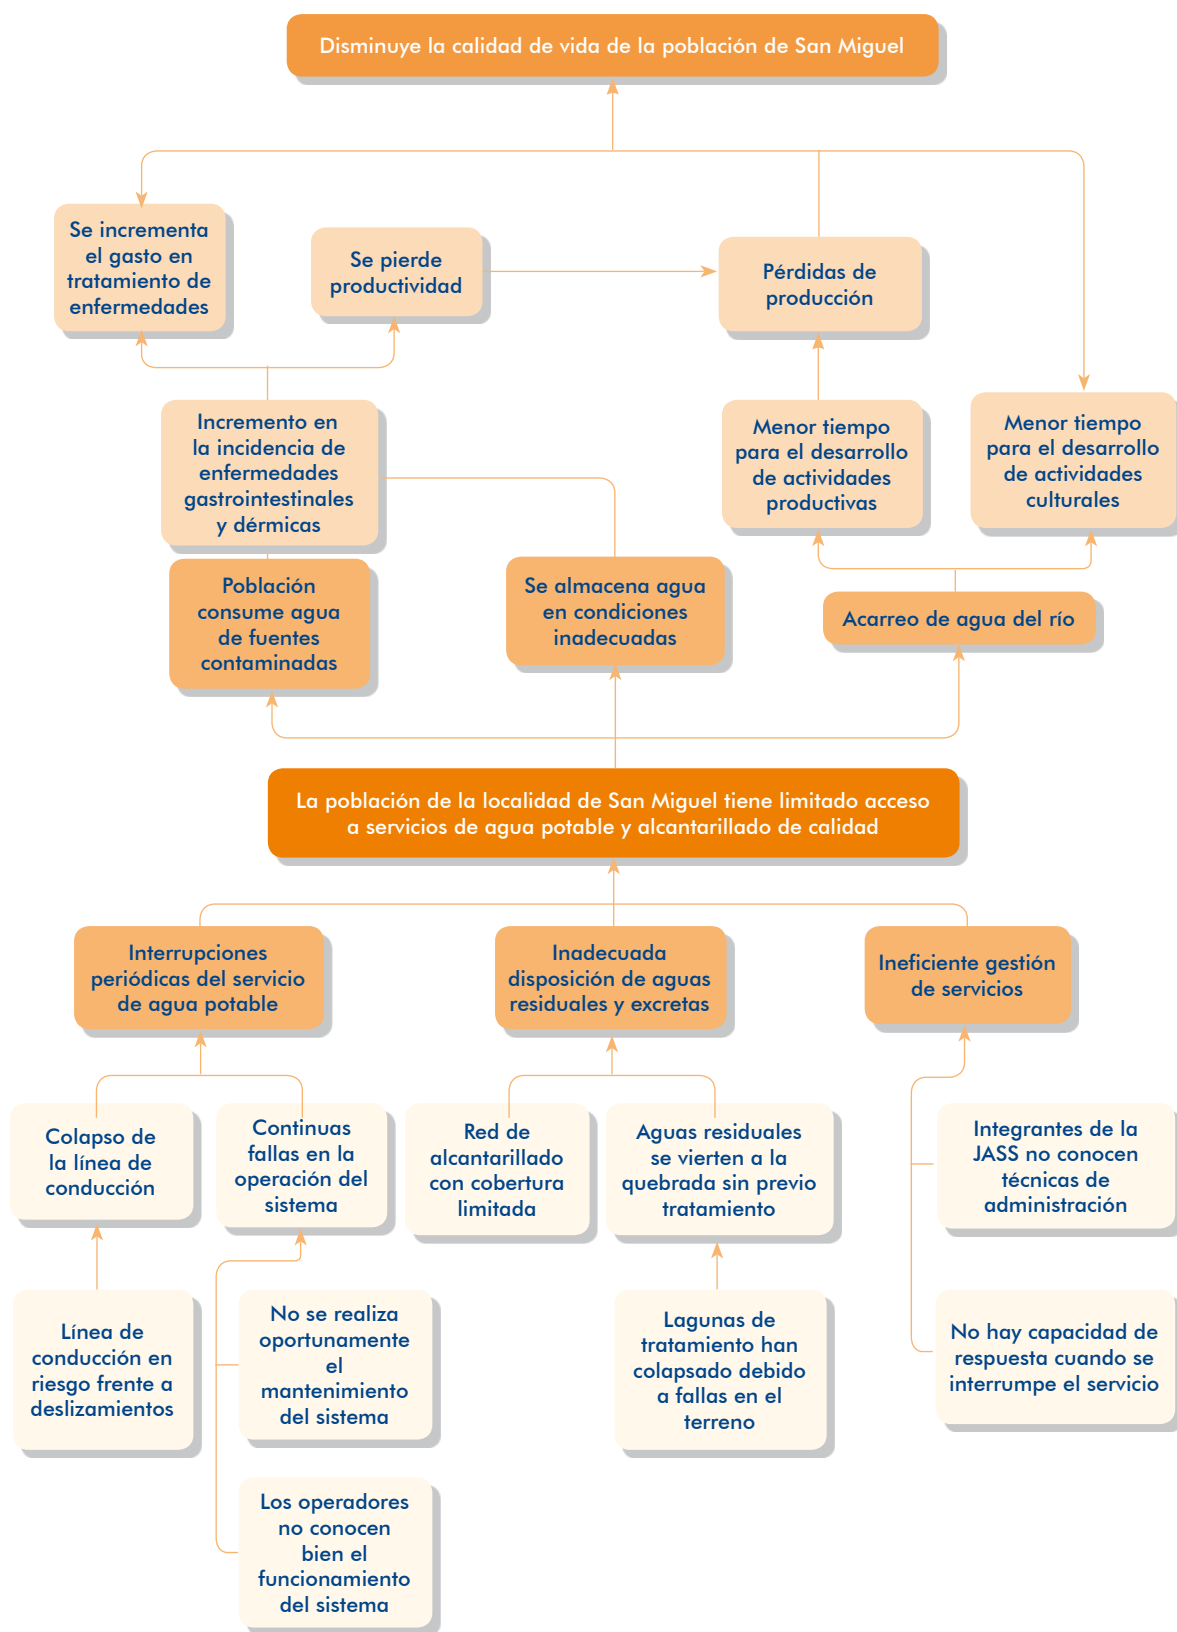 Disminuye la calidad de vida de la población de San Miguel
Se incrementa
el gasto en
tratamiento de
enfermedades
Se pierde
productividad
Pérdidas de
producción
Incremento en
la incidencia de
enfermedades
gastrointestinales
y dérmicas
Menor tiempo
para el desarrollo
de actividades
productivas
Menor tiempo
para el desarrollo
de actividades
culturales
Población
consume agua
de fuentes
contaminadas
Se almacena agua
en condiciones
inadecuadas
Acarreo de agua del río
La población de la localidad de San Miguel tiene limitado acceso
a servicios de agua potable y alcantarillado de calidad
Interrupciones
periódicas del servicio
de agua potable
Inadecuada
disposición de aguas
residuales y excretas
Ineficiente gestión
de servicios
Colapso de
la línea de
conducción
Continuas
fallas en la
operación del
sistema
Red de
alcantarillado
con cobertura
limitada
Aguas residuales
se vierten a la
quebrada sin previo
tratamiento
Integrantes de la
JASS no conocen
técnicas de
administración
Línea de
conducción en
riesgo frente a
deslizamientos
No se realiza
oportunamente
el
mantenimiento
del sistema
Lagunas de
tratamiento han
colapsado debido
a fallas en el
terreno
No hay capacidad de
respuesta cuando se
interrumpe el servicio
Los operadores
no conocen
bien el
funcionamiento
del sistema